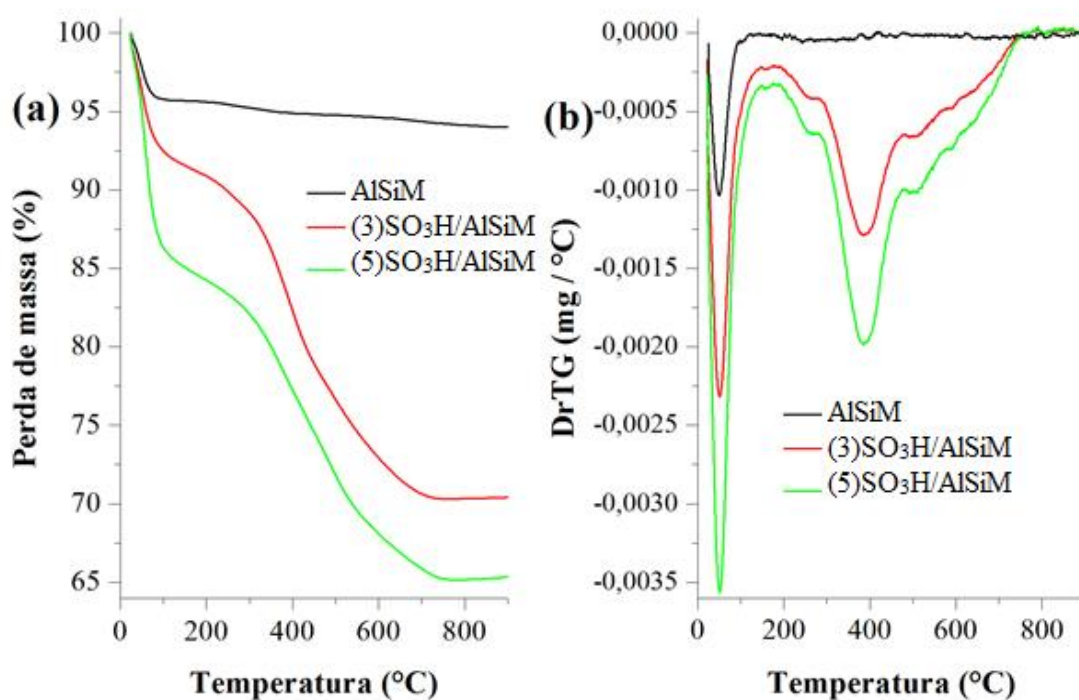 (a)
Perda de massa (%)
100
95
90
85
80
75
70
65
AlSiM
(3)SO₃H/AlSiM
(5)SO₃H/AlSiM
0 200 400 600 800
Temperatura (°C)
(b)
DrTG (mg / °C)
0,0000
-0,0005
-0,0010
-0,0015
-0,0020
-0,0025
-0,0030
-0,0035
AlSiM
(3)SO₃H/AlSiM
(5)SO₃H/AlSiM
0 200 400 600 800
Temperatura (°C)